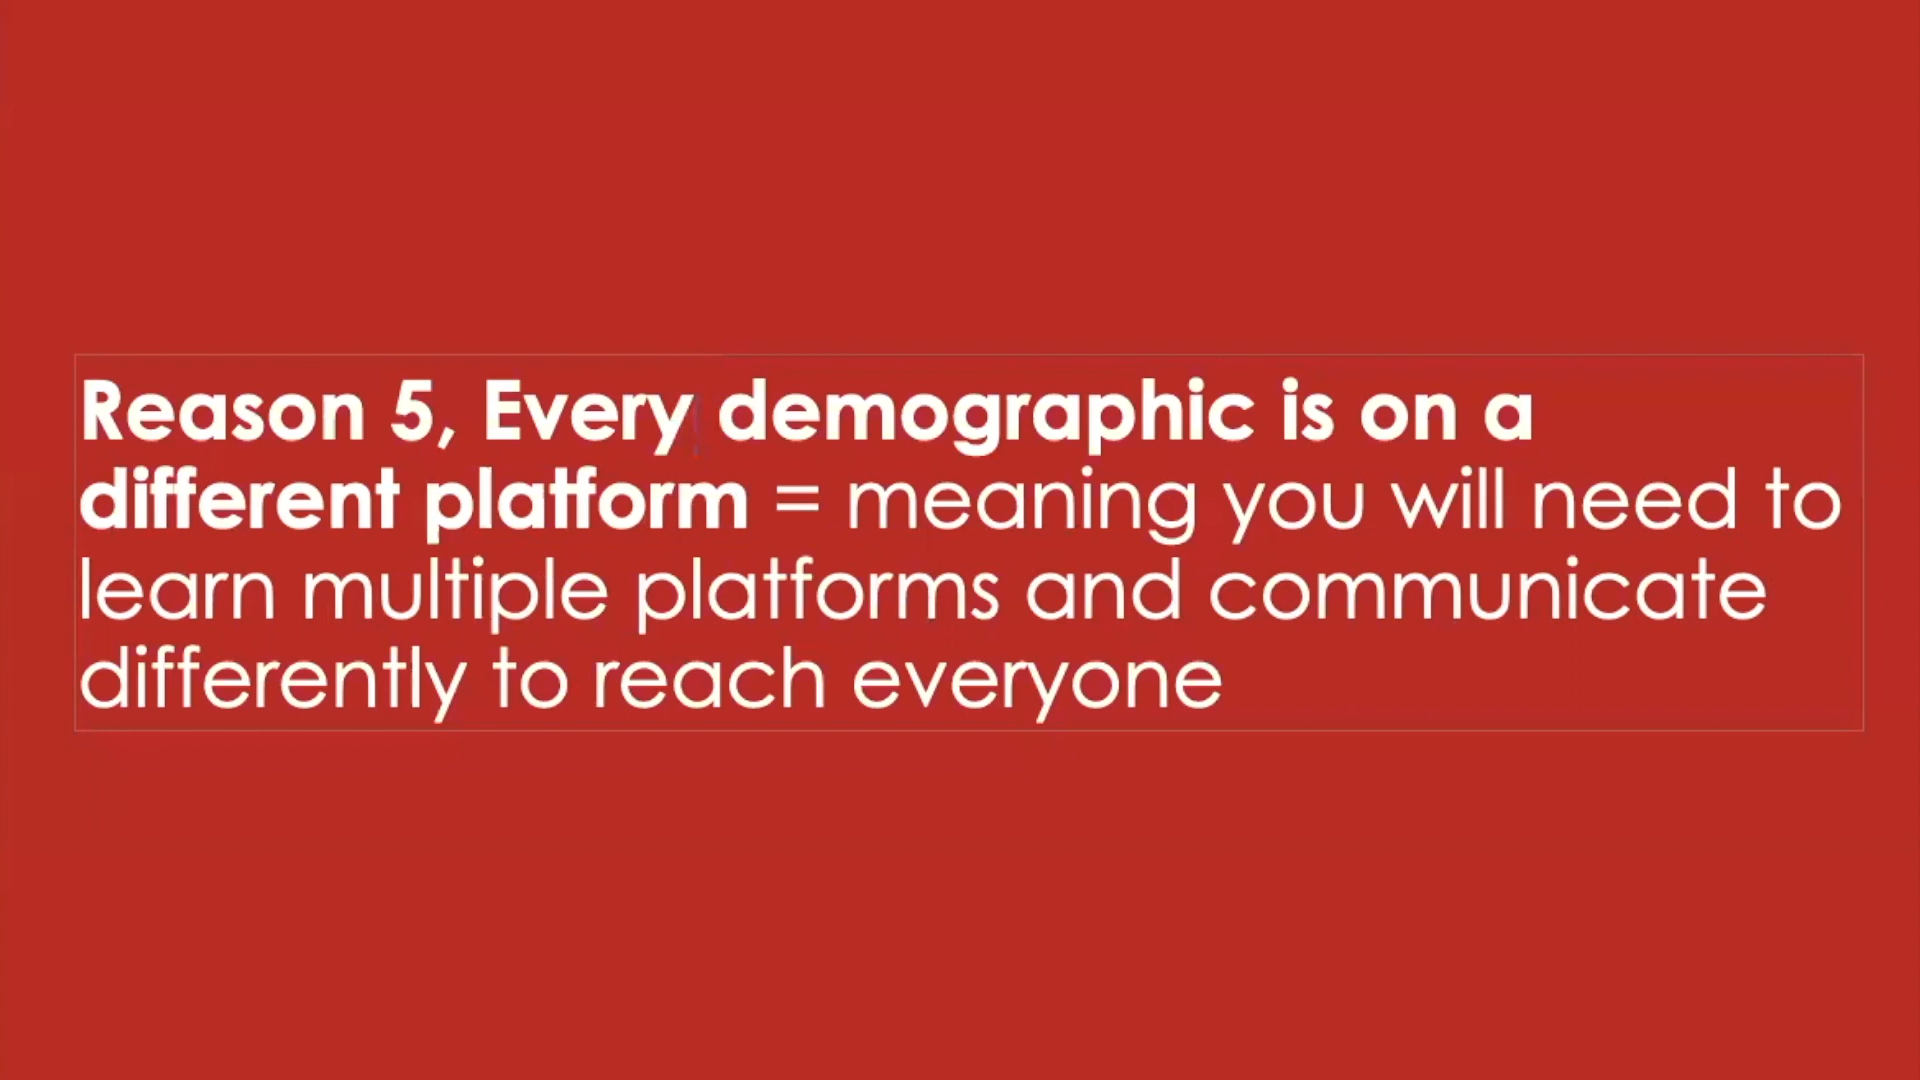 Reason 5, Every demographic is on a
different platform = meaning you will need to
learn multiple platforms and communicate
differently to reach everyone